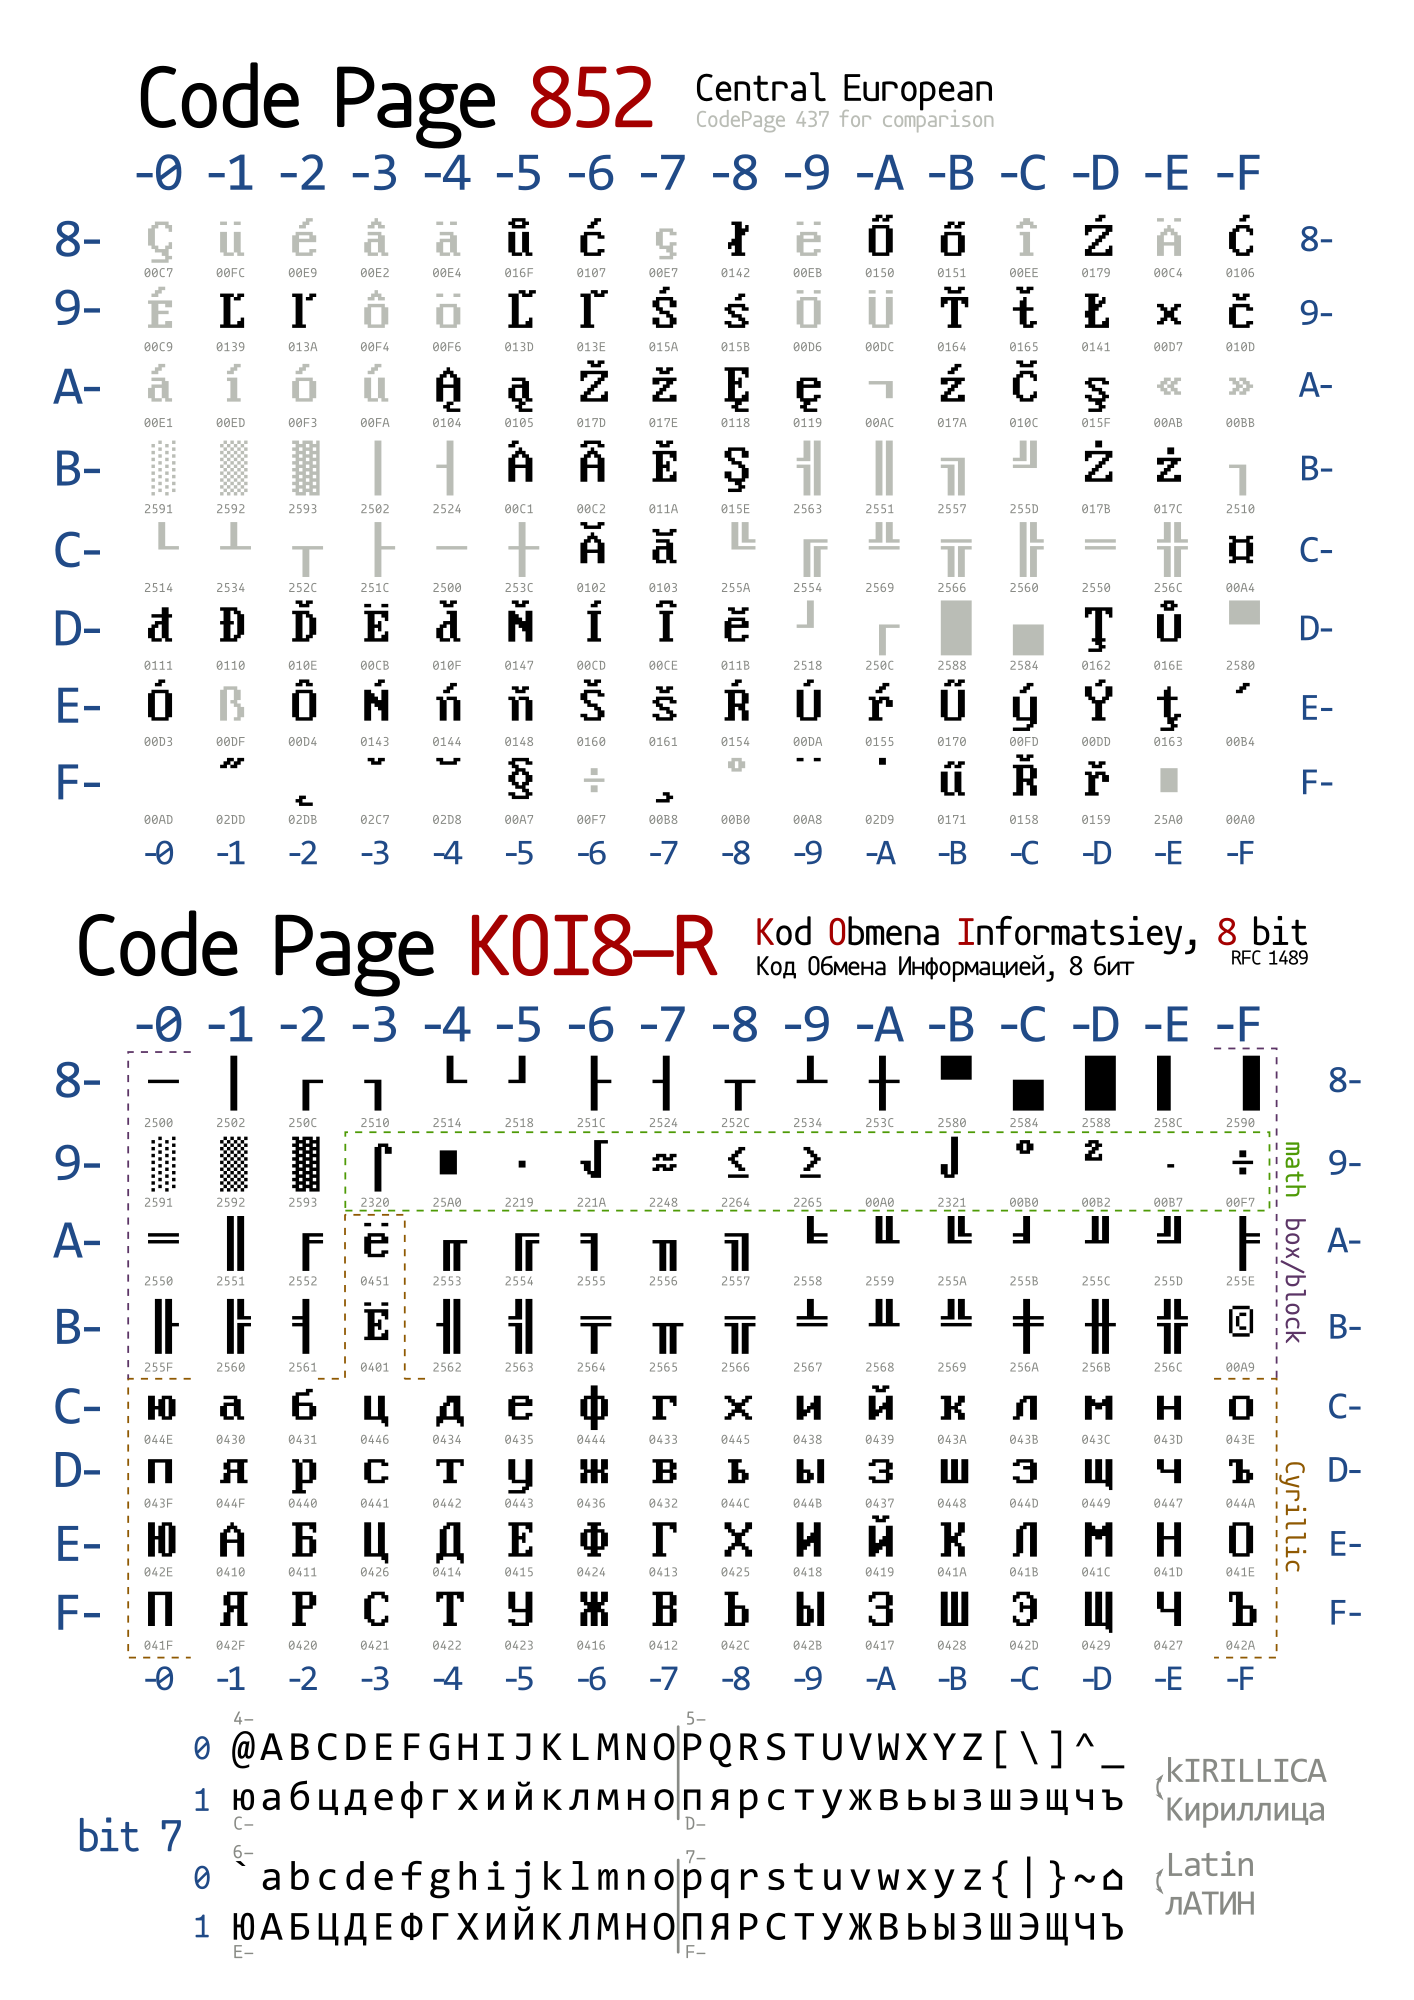 Code Page 852 Central European
CodePage 437 for comparison
-0 -1 -2 -3 -4 -5 -6 -7 -8 -9 -A -B -C -D -E -F
8- Ç ü é â ä ů ć ç ł ë Ő ő î Ź Ä Ć 8-
00C7 00FC 00E9 00E2 00E4 016F 0107 00E7 0142 00EB 0150 0151 00EE 0179 00C4 0106
9- É Ĺ ĺ ô ö Ľ ľ Ś ś Ö Ü Ť ť Ł × č 9-
00C9 0139 013A 00F4 00F6 013D 013E 015A 015B 00D6 00DC 0164 0165 0141 00D7 010D
A- á í ó ú Ą ą Ž ž Ę ę ¬ ź Č ş « » A-
00E1 00ED 00F3 00FA 0104 0105 017D 017E 0118 0119 00AC 017A 010C 015F 00AB 00BB
B- ░ ▒ ▓ │ ┤ Á Â Ě Ş ╣ ║ ╗ ╝ Ż ż ┐ B-
2591 2592 2593 2502 2524 00C1 00C2 011A 015E 2563 2551 2557 255D 017B 017C 2510
C- └ ┴ ┬ ├ ─ ┼ Ă ă ╚ ╔ ╩ ╦ ╠ ═ ╬ ¤ C-
2514 2534 252C 251C 2500 253C 0102 0103 255A 2554 2569 2566 2560 2550 256C 00A4
D- đ Đ Ď Ë ď Ň Í Î ě ┘ ┌ █ ▄ Ţ Ů ▀ D-
0111 0110 010E 00CB 010F 0147 00CD 00CE 011B 2518 250C 2588 2584 0162 016E 2580
E- Ó ß Ô Ń ń ň Š š Ŕ Ú ŕ Ű ý Ý ţ ´ E-
00D3 00DF 00D4 0143 0144 0148 0160 0161 0154 00DA 0155 0170 00FD 00DD 0163 00B4
F- ˝ ˛ ˇ ˘ § ÷ ¸ ° ¨ ˙ ű Ř ř ■ F-
00AD 02DD 02DB 02C7 02D8 00A7 00F7 00B8 00B0 00A8 02D9 0171 0158 0159 25A0 00A0
-0 -1 -2 -3 -4 -5 -6 -7 -8 -9 -A -B -C -D -E -F
Code Page KOI8–R Kod Obmena Informatsiey, 8 bit
Код Обмена Информацией, 8 бит RFC 1489
-0 -1 -2 -3 -4 -5 -6 -7 -8 -9 -A -B -C -D -E -F
8- ─ │ ┌ ┐ └ ┘ ├ ┤ ┬ ┴ ┼ ▀ ▄ █ ▌ ▐ 8-
2500 2502 250C 2510 2514 2518 251C 2524 252C 2534 253C 2580 2584 2588 258C 2590
9- ░ ▒ ▓ ⌠ ■ ∙ √ ≈ ≤ ≥ ⌡ ° ² · ÷ 9-
2591 2592 2593 2320 25A0 2219 221A 2248 2264 2265 00A0 2321 00B0 00B2 00B7 00F7
math
A- ═ ║ ╒ ё ╓ ╔ ╕ ╖ ╗ ╘ ╙ ╚ ╛ ╜ ╝ ╞ A-
2550 2551 2552 0451 2553 2554 2555 2556 2557 2558 2559 255A 255B 255C 255D 255E
box/block
B- ╟ ╠ ╡ Ё ╢ ╣ ╤ ╥ ╦ ╧ ╨ ╩ ╪ ╫ ╬ © B-
255F 2560 2561 0401 2562 2563 2564 2565 2566 2567 2568 2569 256A 256B 256C 00A9
C- ю а б ц д е ф г х и й к л м н о C-
044E 0430 0431 0446 0434 0435 0444 0433 0445 0438 0439 043A 043B 043C 043D 043E
D- п я р с т у ж в ь ы з ш э щ ч ъ D-
043F 044F 0440 0441 0442 0443 0436 0432 044C 044B 0437 0448 044D 0449 0447 044A
Cyrillic
E- Ю А Б Ц Д Е Ф Г Х И Й К Л М Н О E-
042E 0410 0411 0426 0414 0415 0424 0413 0425 0418 0419 041A 041B 041C 041D 041E
F- П Я Р С Т У Ж В Ь Ы З Ш Э Щ Ч Ъ F-
041F 042F 0420 0421 0422 0423 0416 0412 042C 042B 0417 0428 042D 0429 0427 042A
-0 -1 -2 -3 -4 -5 -6 -7 -8 -9 -A -B -C -D -E -F
4- 5-
0 @ABCDEFGHIJKLMNOPQRSTUVWXYZ[\]^_
kIRILLICA
1 юабцдефгхийклмнопярстужвьызшэщчъ
Кириллица
C- D-
bit 7
6- 7-
0 `abcdefghijklmnopqrstuvwxyz{|}~⌂
Latin
1 ЮАБЦДЕФГХИЙКЛМНОПЯРСТУЖВЬЫЗШЭЩЧЪ
лАТИН
E- F-